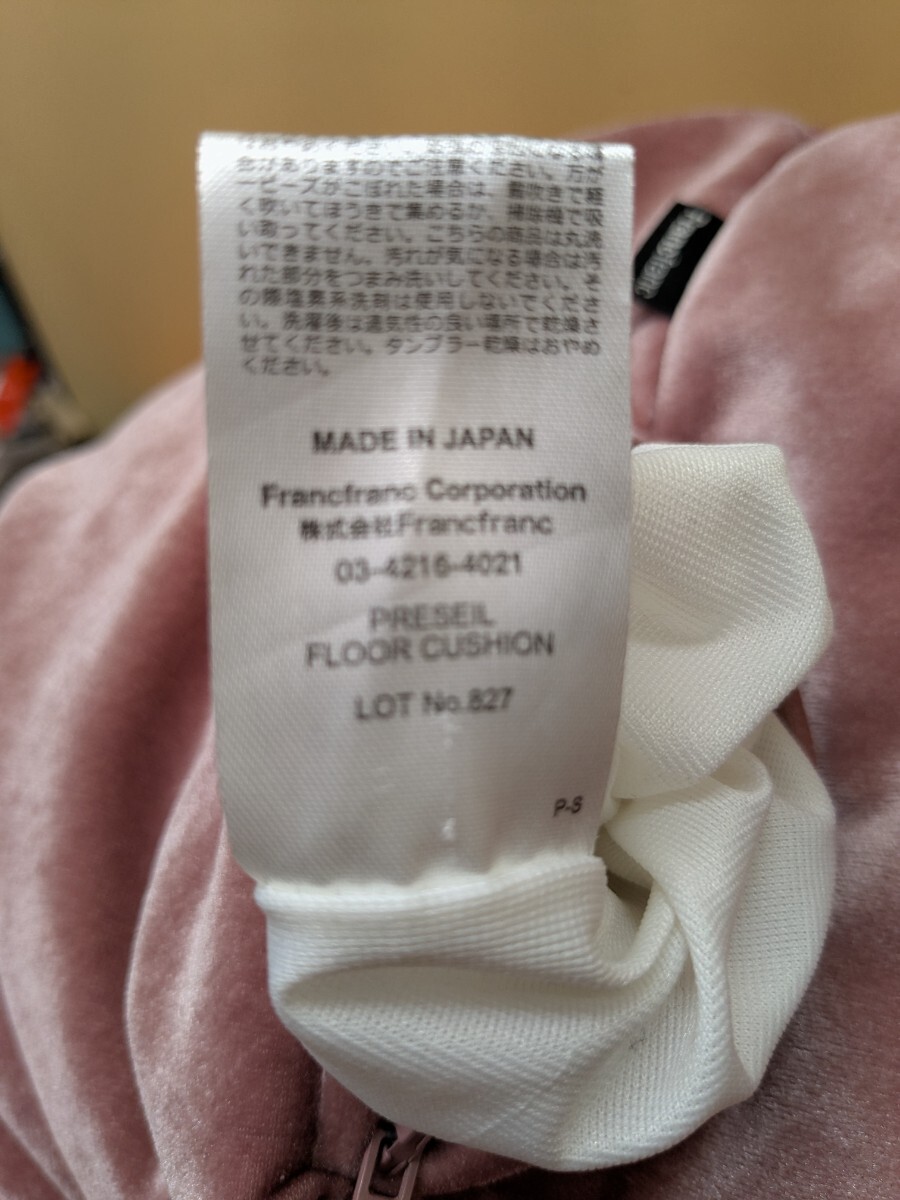 合がありますのでご注意ください。万が
一ビーズがこぼれた場合は、霧吹きで軽
く吹いてほうきで集めるか、掃除機で吸
い取ってください。こちらの商品は丸洗
いできません。汚れが気になる場合は汚
れた部分をつまみ洗いしてください。そ
の際塩素系洗剤は使用しないでくださ
い。洗濯後は通気性の良い場所で乾燥さ
せてください。タンブラー乾燥はおやめ
ください。
MADE IN JAPAN
Francfranc Corporation
株式会社Francfranc
03-4216-4021
PRESEIL
FLOOR CUSHION
LOT No.827
P-S
Francfranc